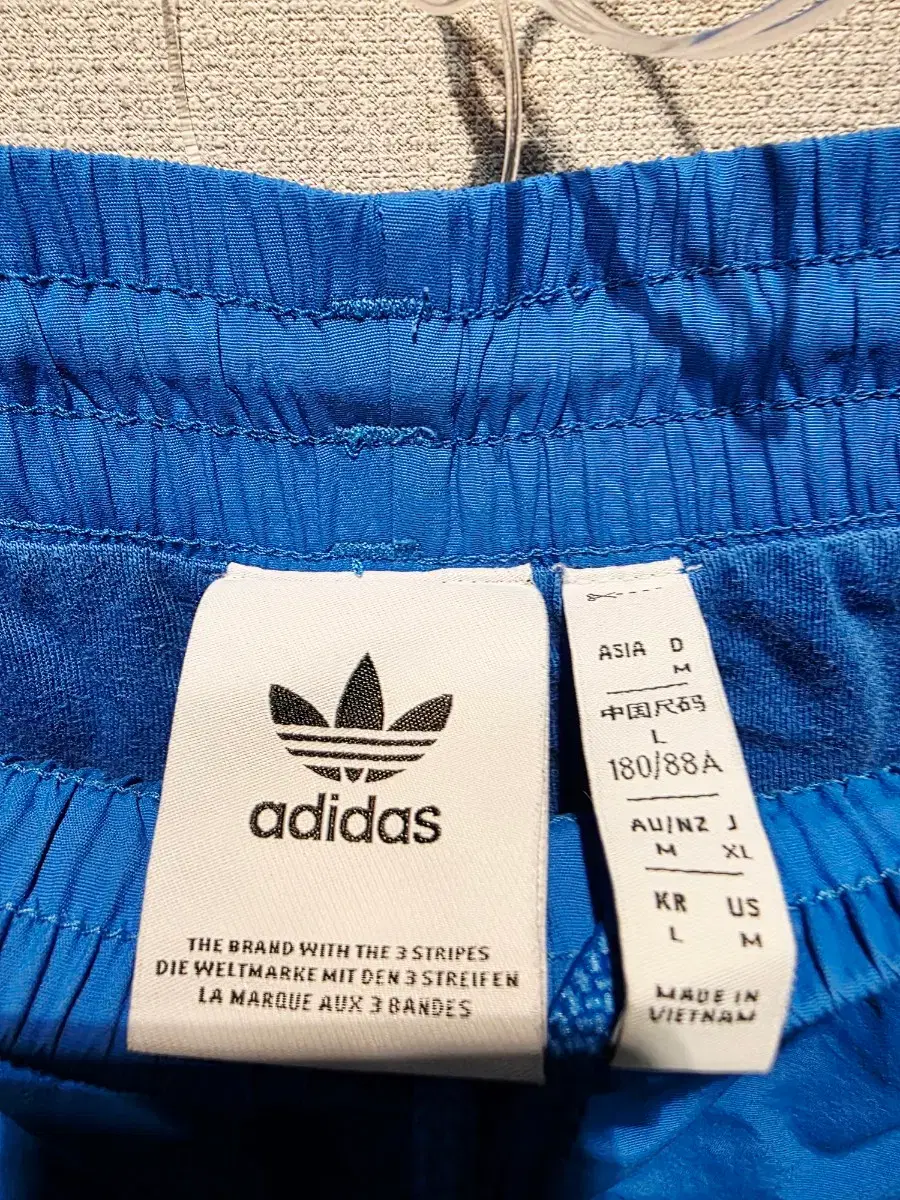 adidas
THE BRAND WITH THE 3 STRIPES
DIE WELTMARKE MIT DEN 3 STREIFEN
LA MARQUE AUX 3 BANDES
ASIA D
M
中国尺码
L
180/88A
AU/NZ J
M XL
KR US
L M
MADE IN
VIETNAM